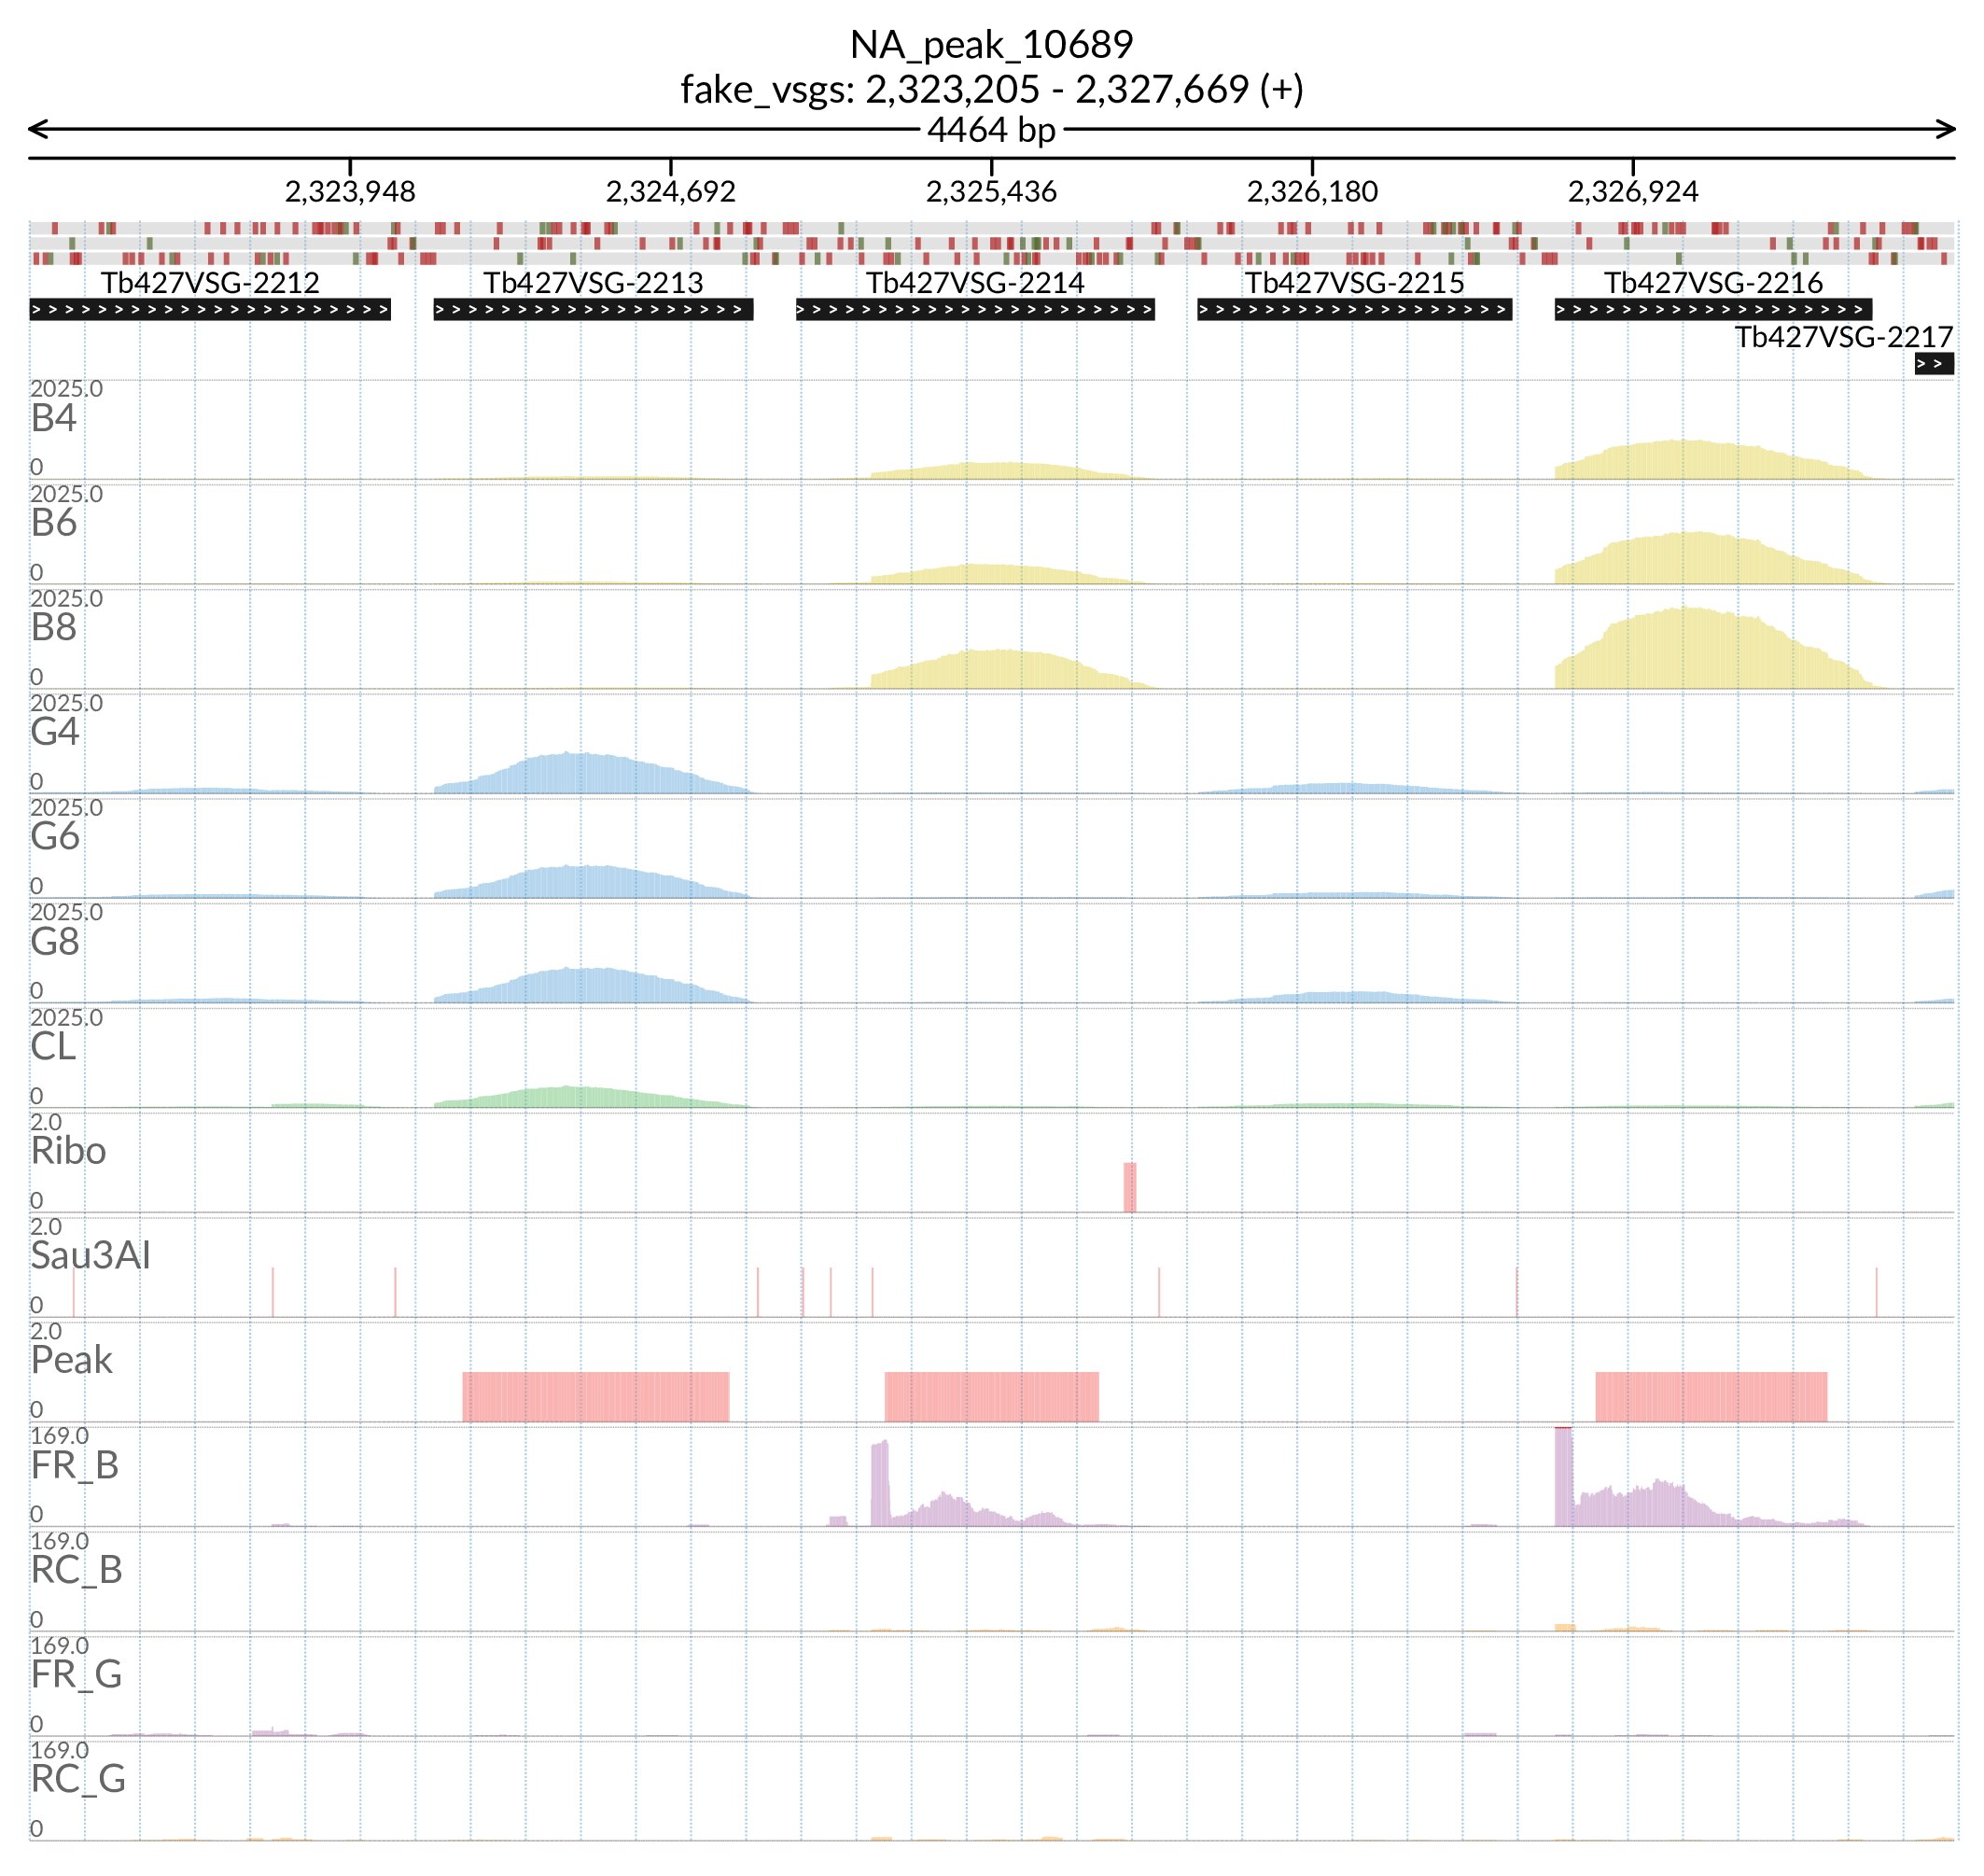 NA_peak_10689
fake_vsgs: 2,323,205 - 2,327,669 (+)
4464 bp
2,323,948 2,324,692 2,325,436 2,326,180 2,326,924
Tb427VSG-2212 Tb427VSG-2213 Tb427VSG-2214 Tb427VSG-2215 Tb427VSG-2216
Tb427VSG-2217
2025.0
B4
0
2025.0
B6
0
2025.0
B8
0
2025.0
G4
0
2025.0
G6
0
2025.0
G8
0
2025.0
CL
0
2.0
Ribo
0
2.0
Sau3AI
0
2.0
Peak
0
169.0
FR_B
0
169.0
RC_B
0
169.0
FR_G
0
169.0
RC_G
0